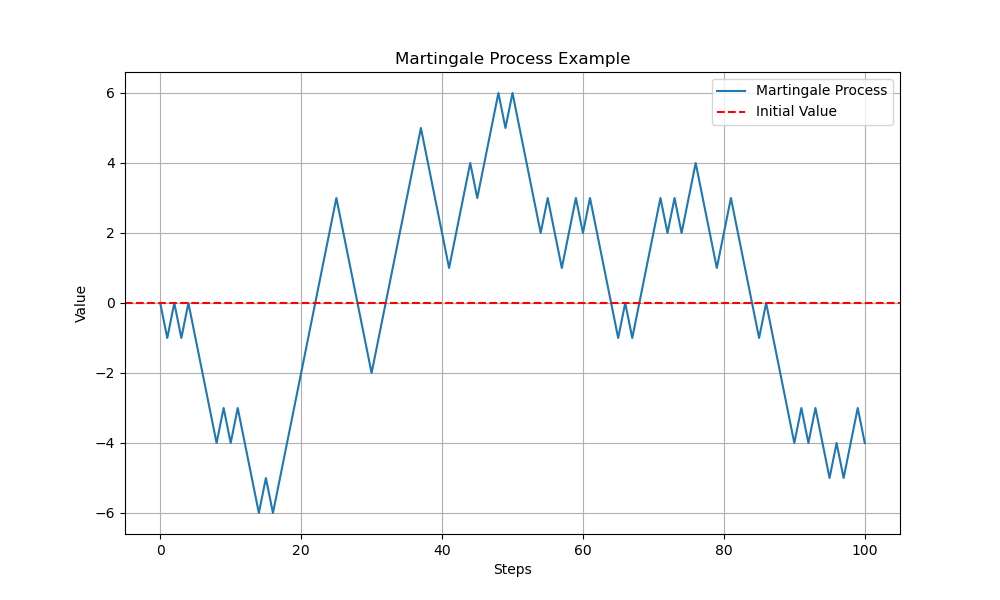 Martingale Process Example
Martingale Process
Initial Value
6
4
2
0
−2
−4
−6
Value
0 20 40 60 80 100
Steps